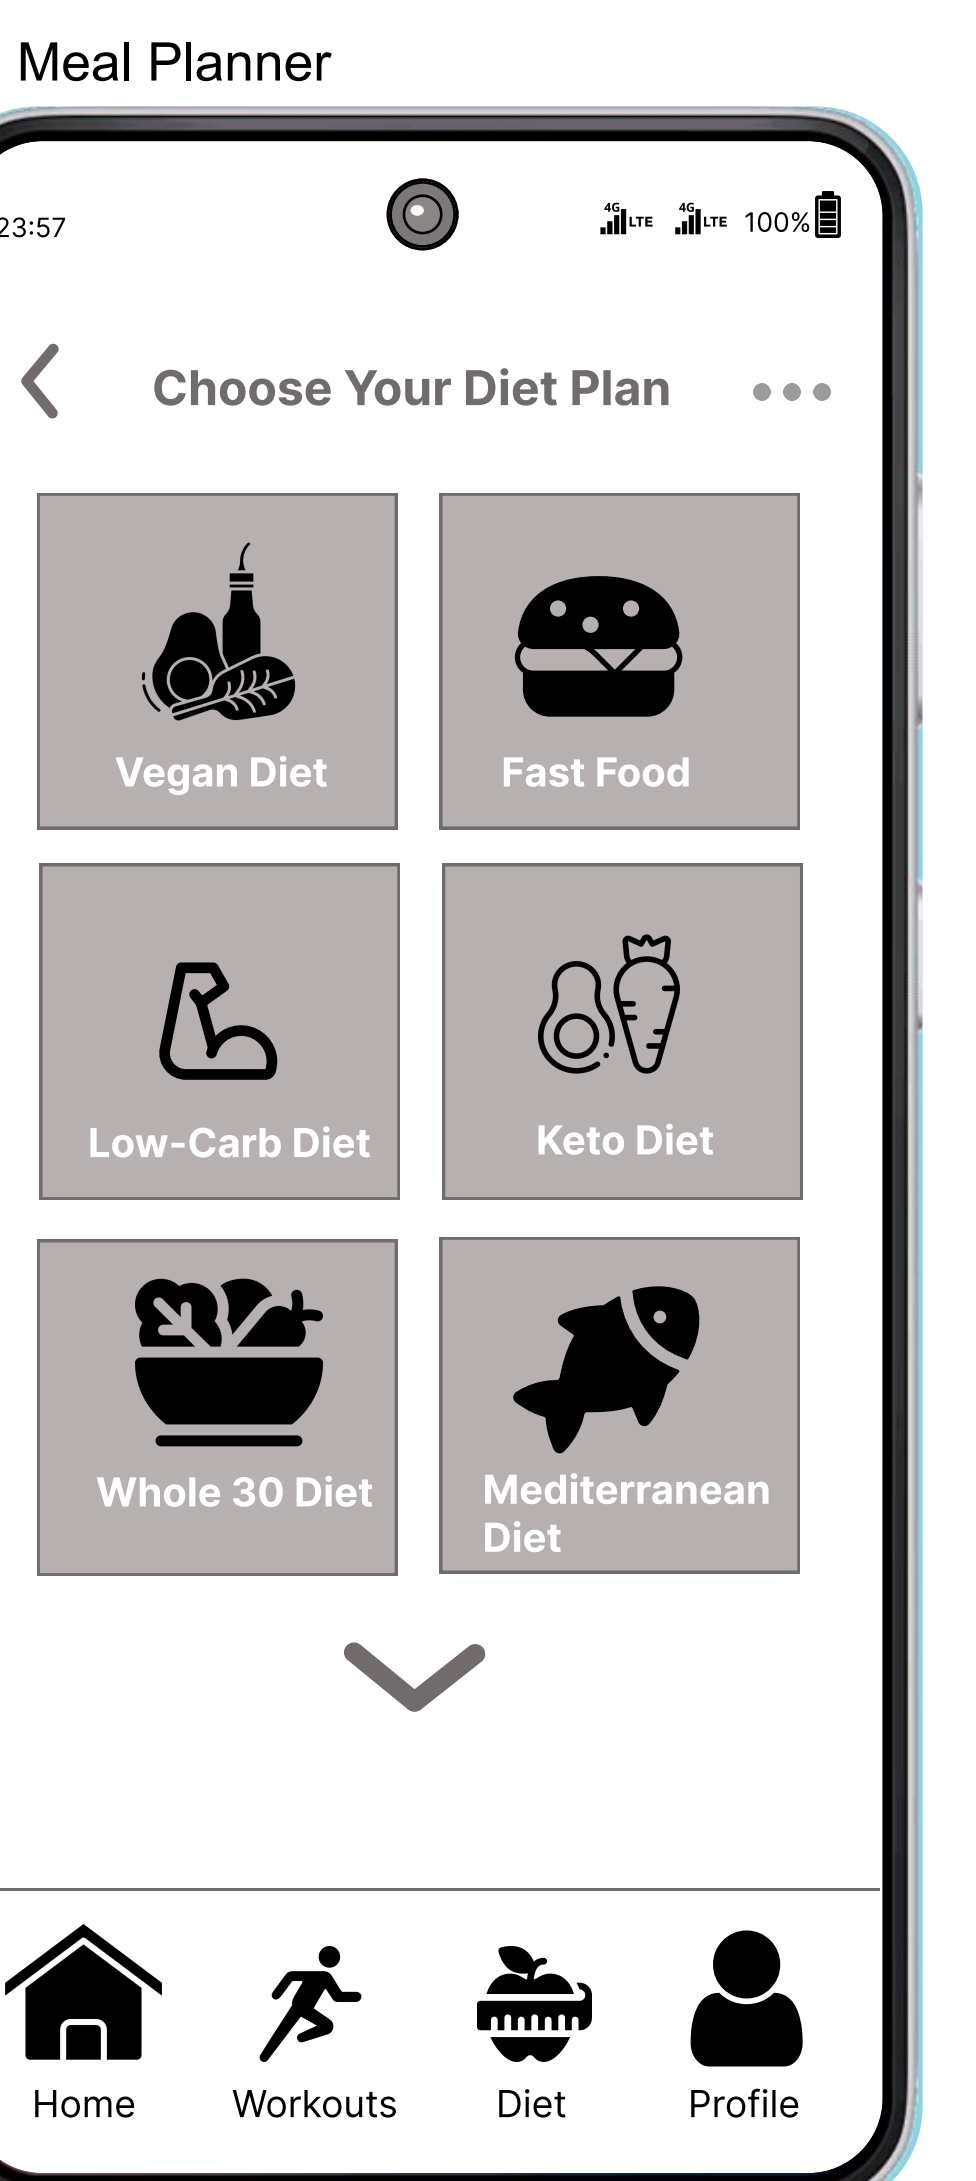 Meal Planner
23:57
4G LTE 4G LTE 100%
Choose Your Diet Plan
Vegan Diet
Fast Food
Low-Carb Diet
Keto Diet
Whole 30 Diet
Mediterranean
Diet
Home
Workouts
Diet
Profile